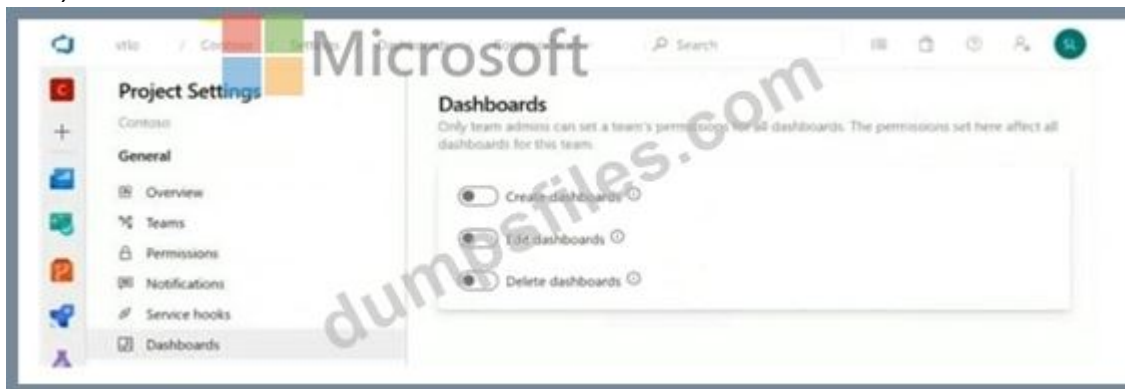 Microsoft
Search
SL
C
Project Settings
Contoso
General
Overview
Teams
Permissions
Notifications
Service hooks
Dashboards
Dashboards
Only team admins can set a team's permissions for all dashboards. The permissions set here affect all
dashboards for this team
Create dashboards
Edit dashboards
Delete dashboards
dumpsfiles.com